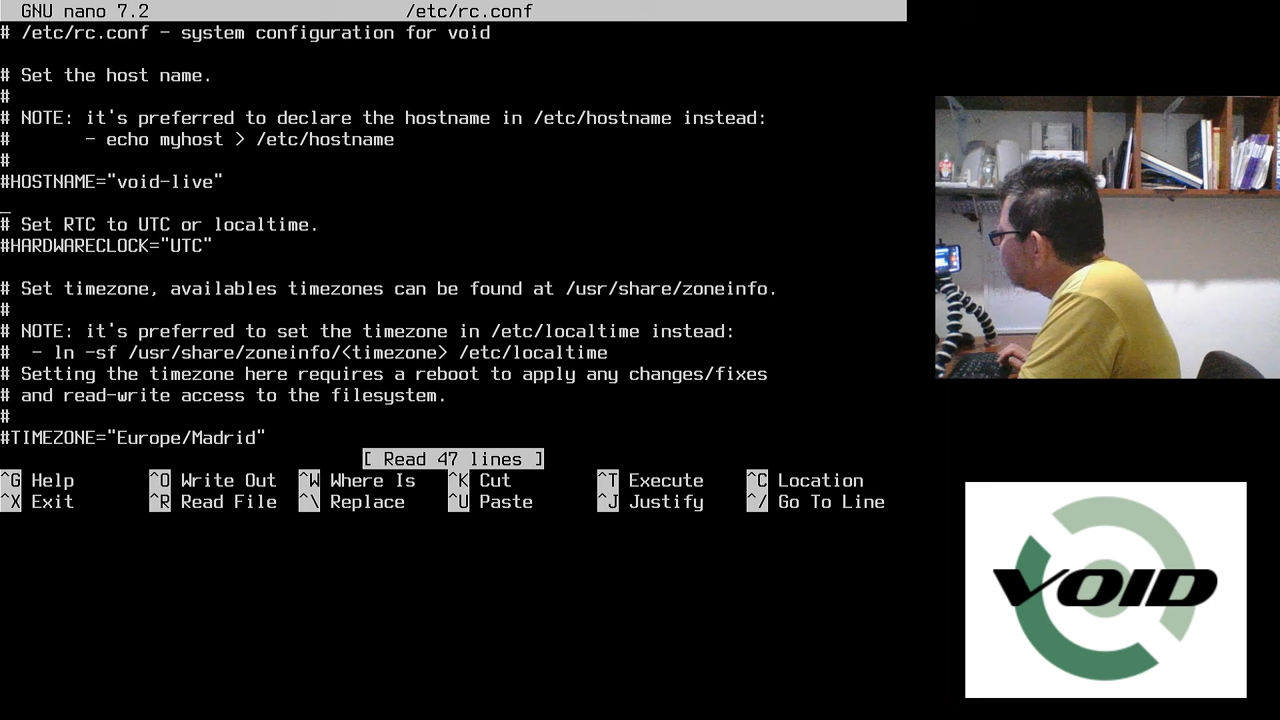 GNU nano 7.2 /etc/rc.conf
# /etc/rc.conf - system configuration for void
# Set the host name.
#
# NOTE: it's preferred to declare the hostname in /etc/hostname instead:
#       - echo myhost > /etc/hostname
#
#HOSTNAME="void-live"
# Set RTC to UTC or localtime.
#HARDWARECLOCK="UTC"
# Set timezone, availables timezones can be found at /usr/share/zoneinfo.
#
# NOTE: it's preferred to set the timezone in /etc/localtime instead:
#  - ln -sf /usr/share/zoneinfo/<timezone> /etc/localtime
# Setting the timezone here requires a reboot to apply any changes/fixes
# and read-write access to the filesystem.
#
#TIMEZONE="Europe/Madrid"
[ Read 47 lines ]
^G Help ^O Write Out ^W Where Is ^K Cut ^T Execute ^C Location
^X Exit ^R Read File ^\ Replace ^U Paste ^J Justify ^/ Go To Line
VOID